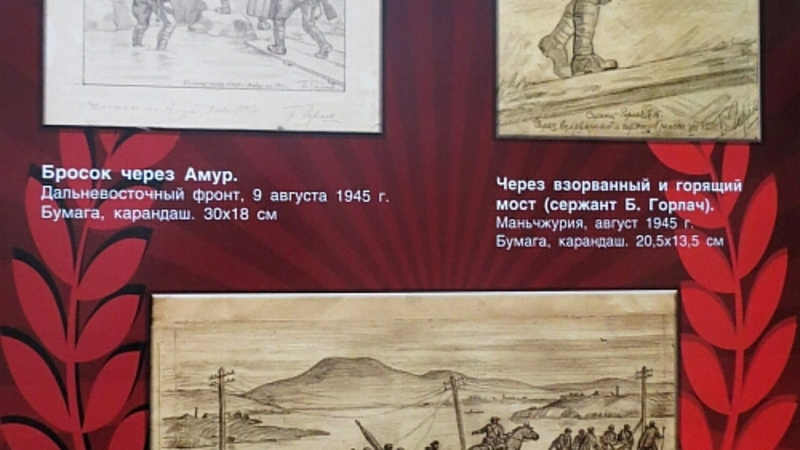 Бросок через Амур.
Дальневосточный фронт, 9 августа 1945 г.
Бумага, карандаш. 30х18 см
Через взорванный и горящий
мост (сержант Б. Горлач).
Маньчжурия, август 1945 г.
Бумага, карандаш. 20,5х13,5 см